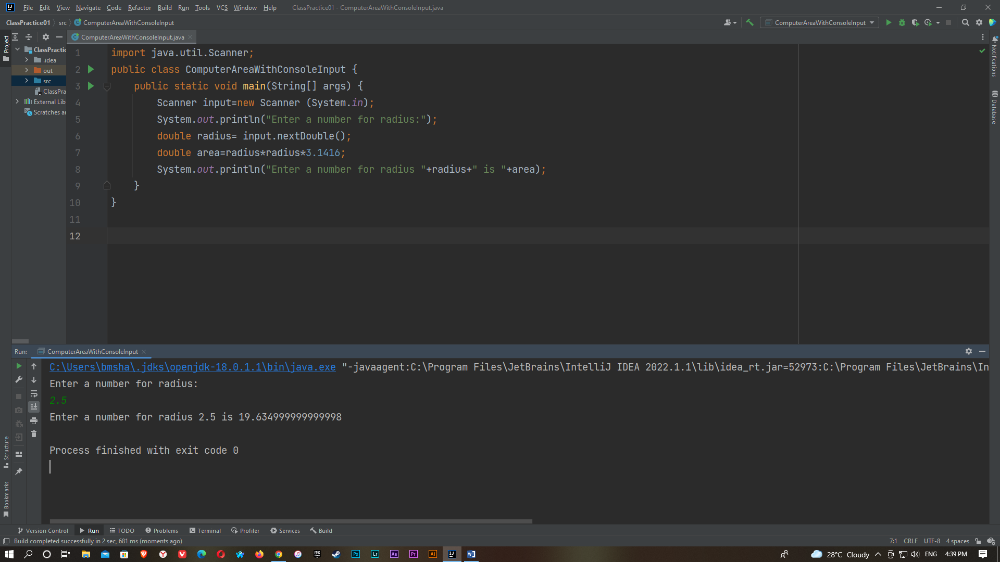 File Edit View Navigate Code Refactor Build Run Tools VCS Window Help ClassPractice01 - ComputerAreaWithConsoleInput.java
ClassPractice01 src ComputerAreaWithConsoleInput
ComputerAreaWithConsoleInput
Project
ComputerAreaWithConsoleInput.java
ClassPractic
.idea
out
src
ClassPra
External Lib
Scratches ar
1 import java.util.Scanner;
2 public class ComputerAreaWithConsoleInput {
3 public static void main(String[] args) {
4 Scanner input=new Scanner (System.in);
5 System.out.println("Enter a number for radius:");
6 double radius= input.nextDouble();
7 double area=radius*radius*3.1416;
8 System.out.println("Enter a number for radius "+radius+" is "+area);
9 }
10 }
11
12
Notifications
Database
Run: ComputerAreaWithConsoleInput
C:\Users\bmsha\.jdks\openjdk-18.0.1.1\bin\java.exe "-javaagent:C:\Program Files\JetBrains\IntelliJ IDEA 2022.1.1\lib\idea_rt.jar=52973:C:\Program Files\JetBrains\In
Enter a number for radius:
2.5
Enter a number for radius 2.5 is 19.634999999999998
Process finished with exit code 0
Structure
Bookmarks
Version Control Run TODO Problems Terminal Profiler Services Build
Build completed successfully in 2 sec, 681 ms (moments ago) 7:1 CRLF UTF-8 4 spaces
Ps Lr Ae Pr Ai IJ 28°C Cloudy ENG 4:39 PM